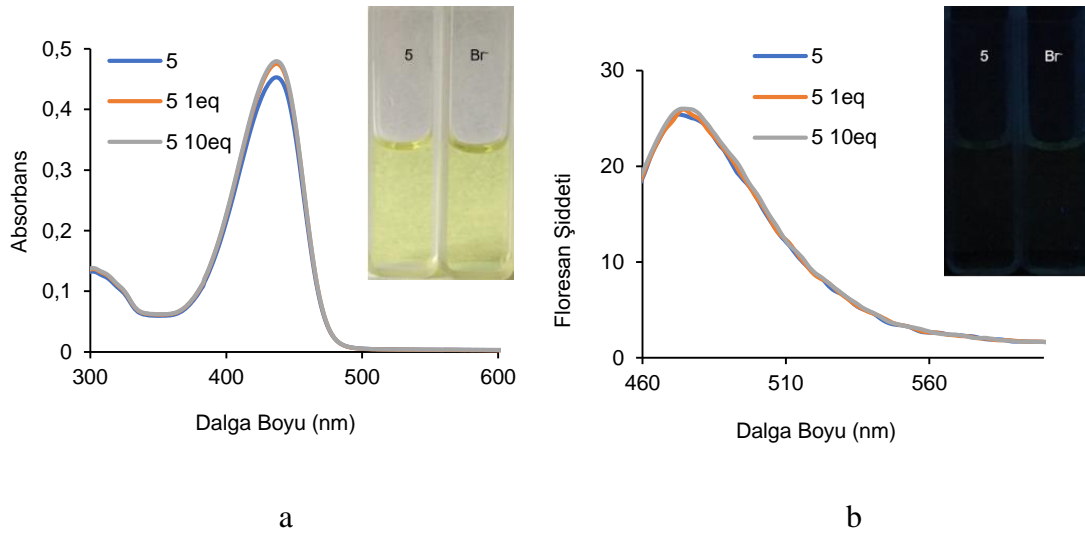 0,5
0,4
0,3
0,2
0,1
0
300
400
500
600
Absorbans
Dalga Boyu (nm)
5
5 1eq
5 10eq
5
Br⁻
a
30
20
10
0
460
510
560
Floresan Şiddeti
Dalga Boyu (nm)
5
5 1eq
5 10eq
5
Br⁻
b